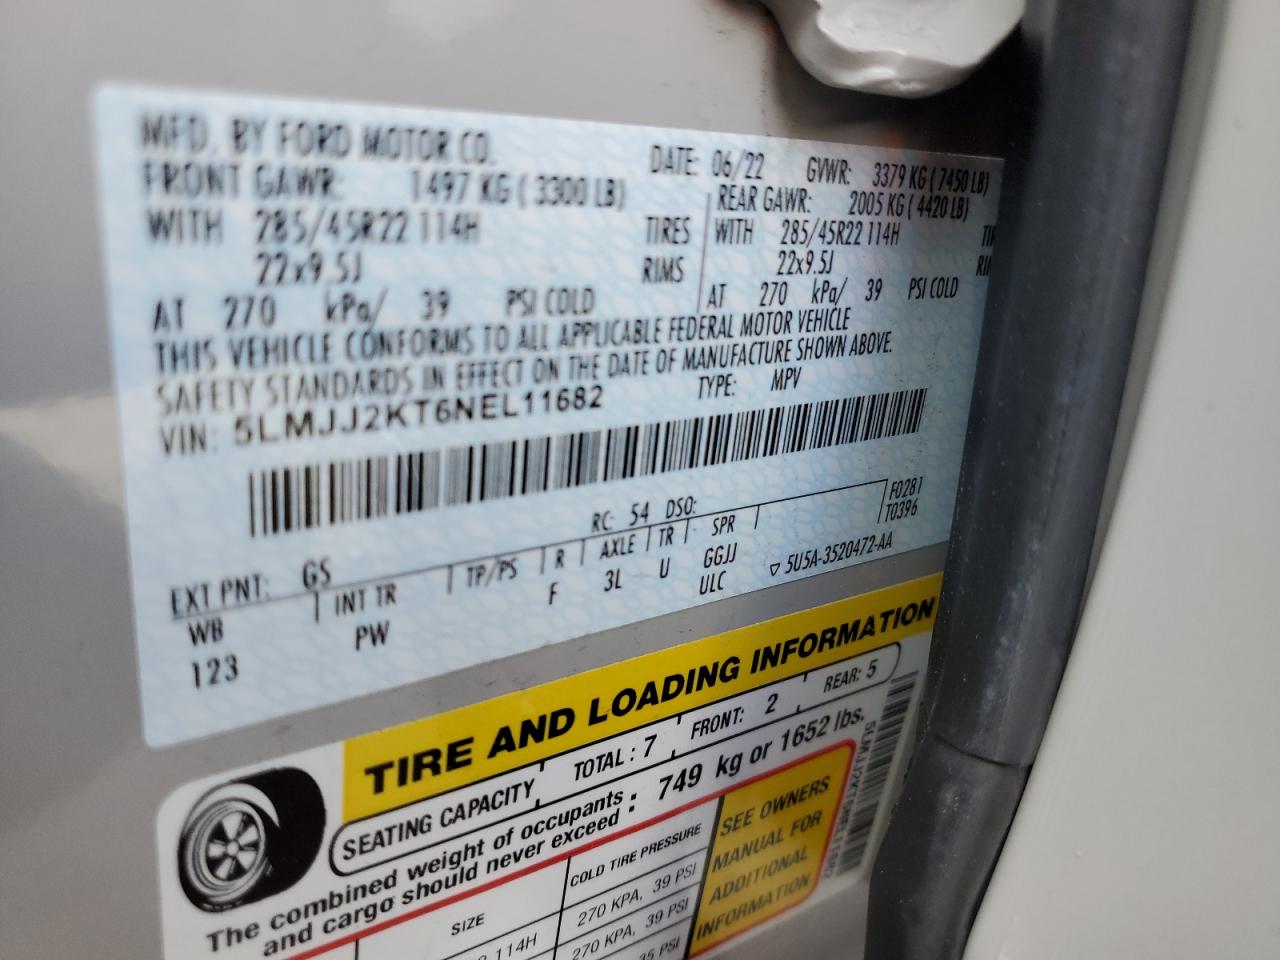 MFD. BY FORD MOTOR CO.
DATE: 06/22 GVWR: 3379 KG ( 7450 LB)
FRONT GAWR: 1497 KG ( 3300 LB)
REAR GAWR: 2005 KG ( 4420 LB)
WITH 285/45R22 114H TIRES
WITH 285/45R22 114H
22x9.5J RIMS
22x9.5J
AT 270 kPa/ 39 PSI COLD
AT 270 kPa/ 39 PSI COLD
THIS VEHICLE CONFORMS TO ALL APPLICABLE FEDERAL MOTOR VEHICLE
SAFETY STANDARDS IN EFFECT ON THE DATE OF MANUFACTURE SHOWN ABOVE.
VIN: 5LMJJ2KT6NEL11682 TYPE: MPV
RC: 54 DSO: F0281
T0396
EXT PNT: GS
WB INT TR TP/PS R AXLE TR SPR
123 PW F 3L U GGJJ
ULC ▽ 5U5A-3520472-AA
TIRE AND LOADING INFORMATION
SEATING CAPACITY TOTAL: 7 FRONT: 2 REAR: 5
The combined weight of occupants
and cargo should never exceed : 749 kg or 1652 lbs.
SIZE COLD TIRE PRESSURE
114H 270 KPA, 39 PSI
270 KPA, 39 PSI
35 PSI
SEE OWNERS
MANUAL FOR
ADDITIONAL
INFORMATION